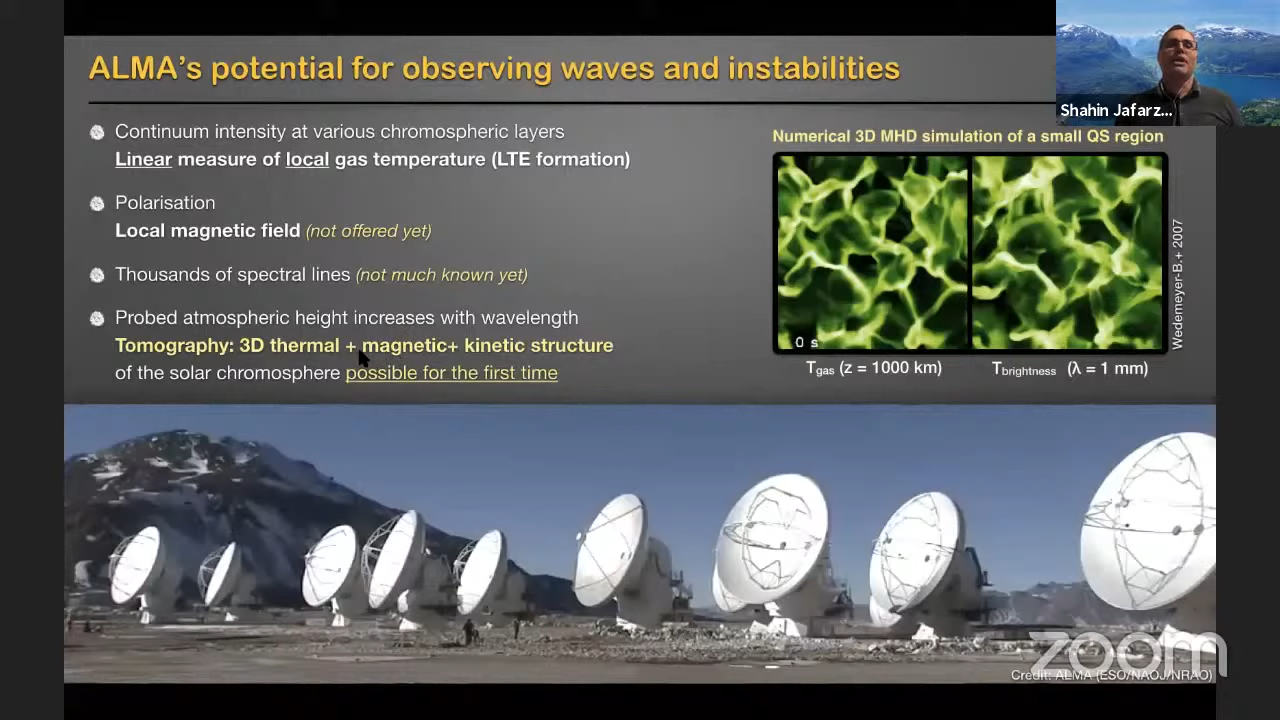 ALMA's potential for observing waves and instabilities
Shahin Jafarz...
Continuum intensity at various chromospheric layers
Linear measure of local gas temperature (LTE formation)
Polarisation
Local magnetic field (not offered yet)
Thousands of spectral lines (not much known yet)
Probed atmospheric height increases with wavelength
Tomography: 3D thermal + magnetic+ kinetic structure
of the solar chromosphere possible for the first time
Numerical 3D MHD simulation of a small QS region
0 s
Wedemeyer-B.+ 2007
Tgas (z = 1000 km)
Tbrightness (λ = 1 mm)
zoom
Credit: ALMA (ESO/NAOJ/NRAO)